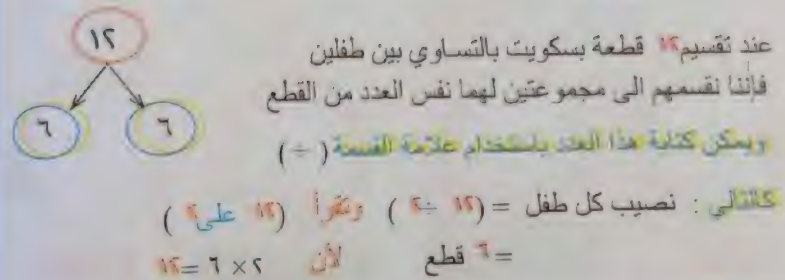 ١٢
٦ ٦
عند تقسيم ١٢ قطعة بسكويت بالتساوي بين طفلين
فإننا نقسمهم الى مجموعتين لهما نفس العدد من القطع
ويمكن كتابة هذا العدد باستخدام علامة القسمة ( ÷ )
كالتالي : نصيب كل طفل = ( ١٢ ÷ ٢ ) وتقرأ ( ١٢ على ٢ )
= ٦ قطع لأن ٢ × ٦ = ١٢